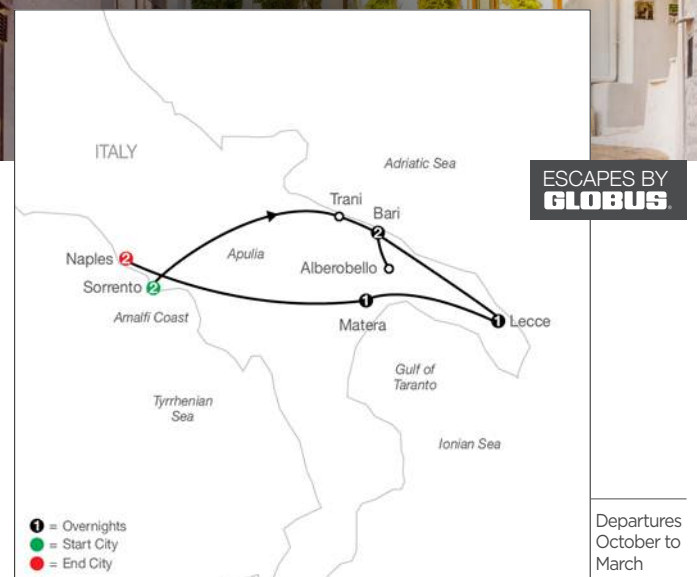 ITALY
Adriatic Sea
ESCAPES BY
GLOBUS.
Trani
Bari
2
Naples 2
Apulia
Alberobello
Sorrento 2
Amalfi Coast
1
Matera
1 Lecce
Gulf of
Taranto
Tyrrhenian
Sea
Ionian Sea
1 = Overnights
= Start City
= End City
Departures
October to
March